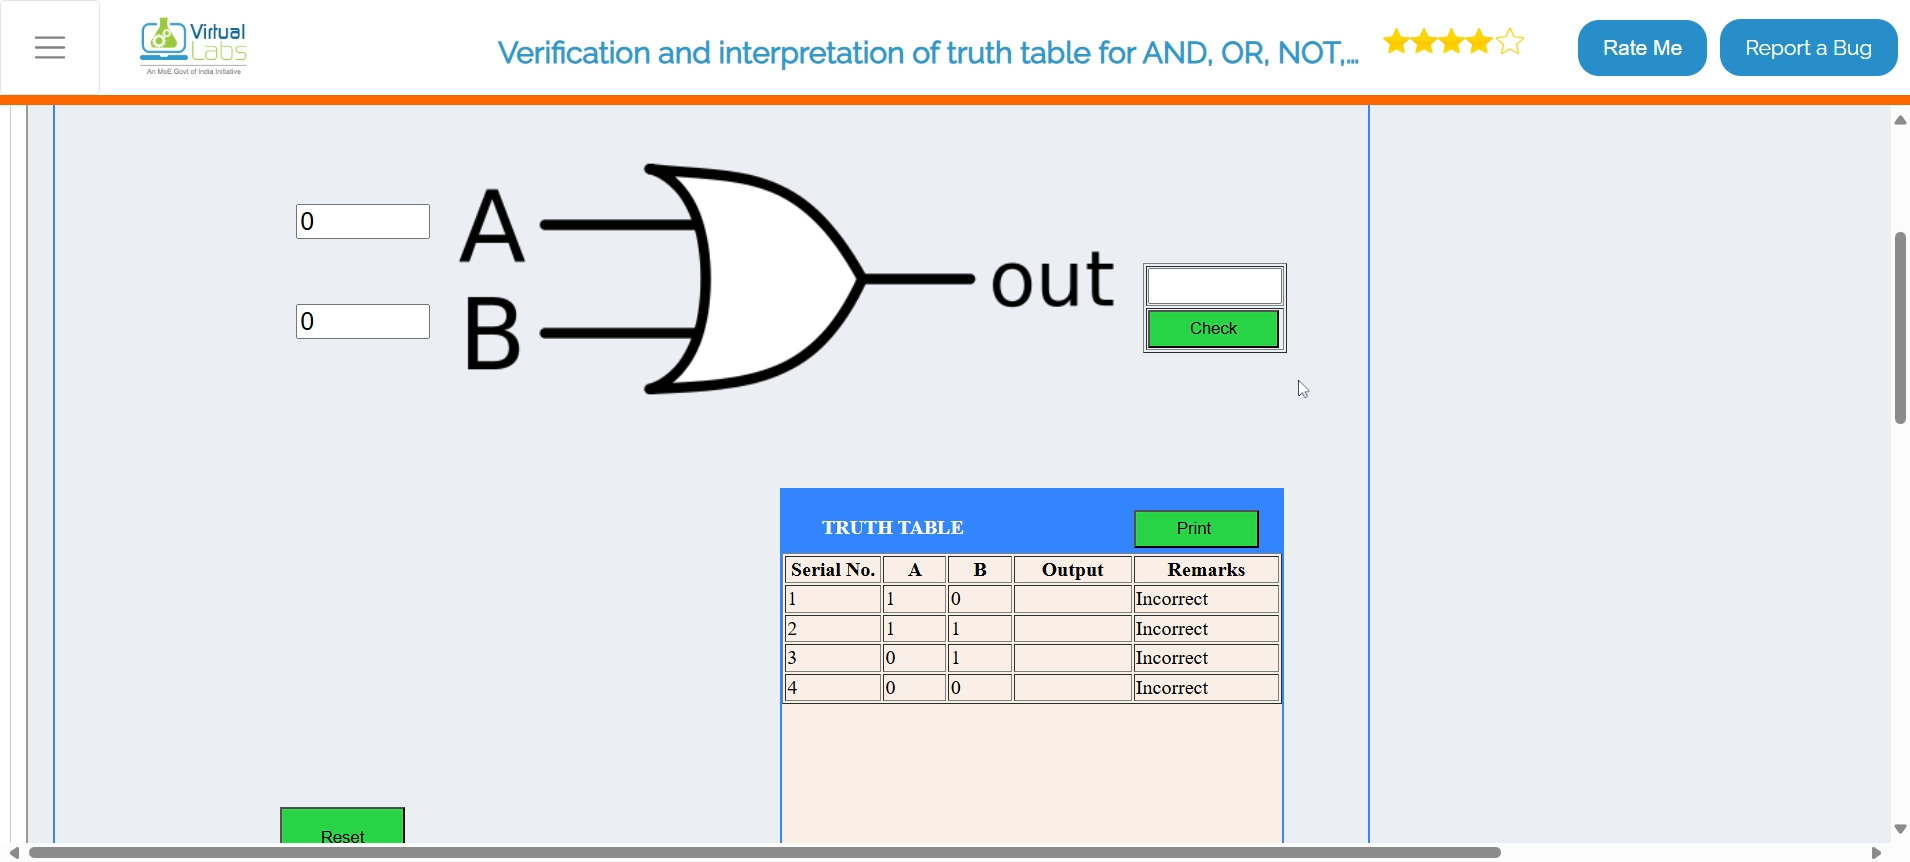 Virtual
Labs
An MoE Govt of India Initiative
Verification and interpretation of truth table for AND, OR, NOT,...
Rate Me
Report a Bug
0
A
0
B
out
Check
TRUTH TABLE
Print
Serial No. A B Output Remarks
1 1 0 Incorrect
2 1 1 Incorrect
3 0 1 Incorrect
4 0 0 Incorrect
Reset